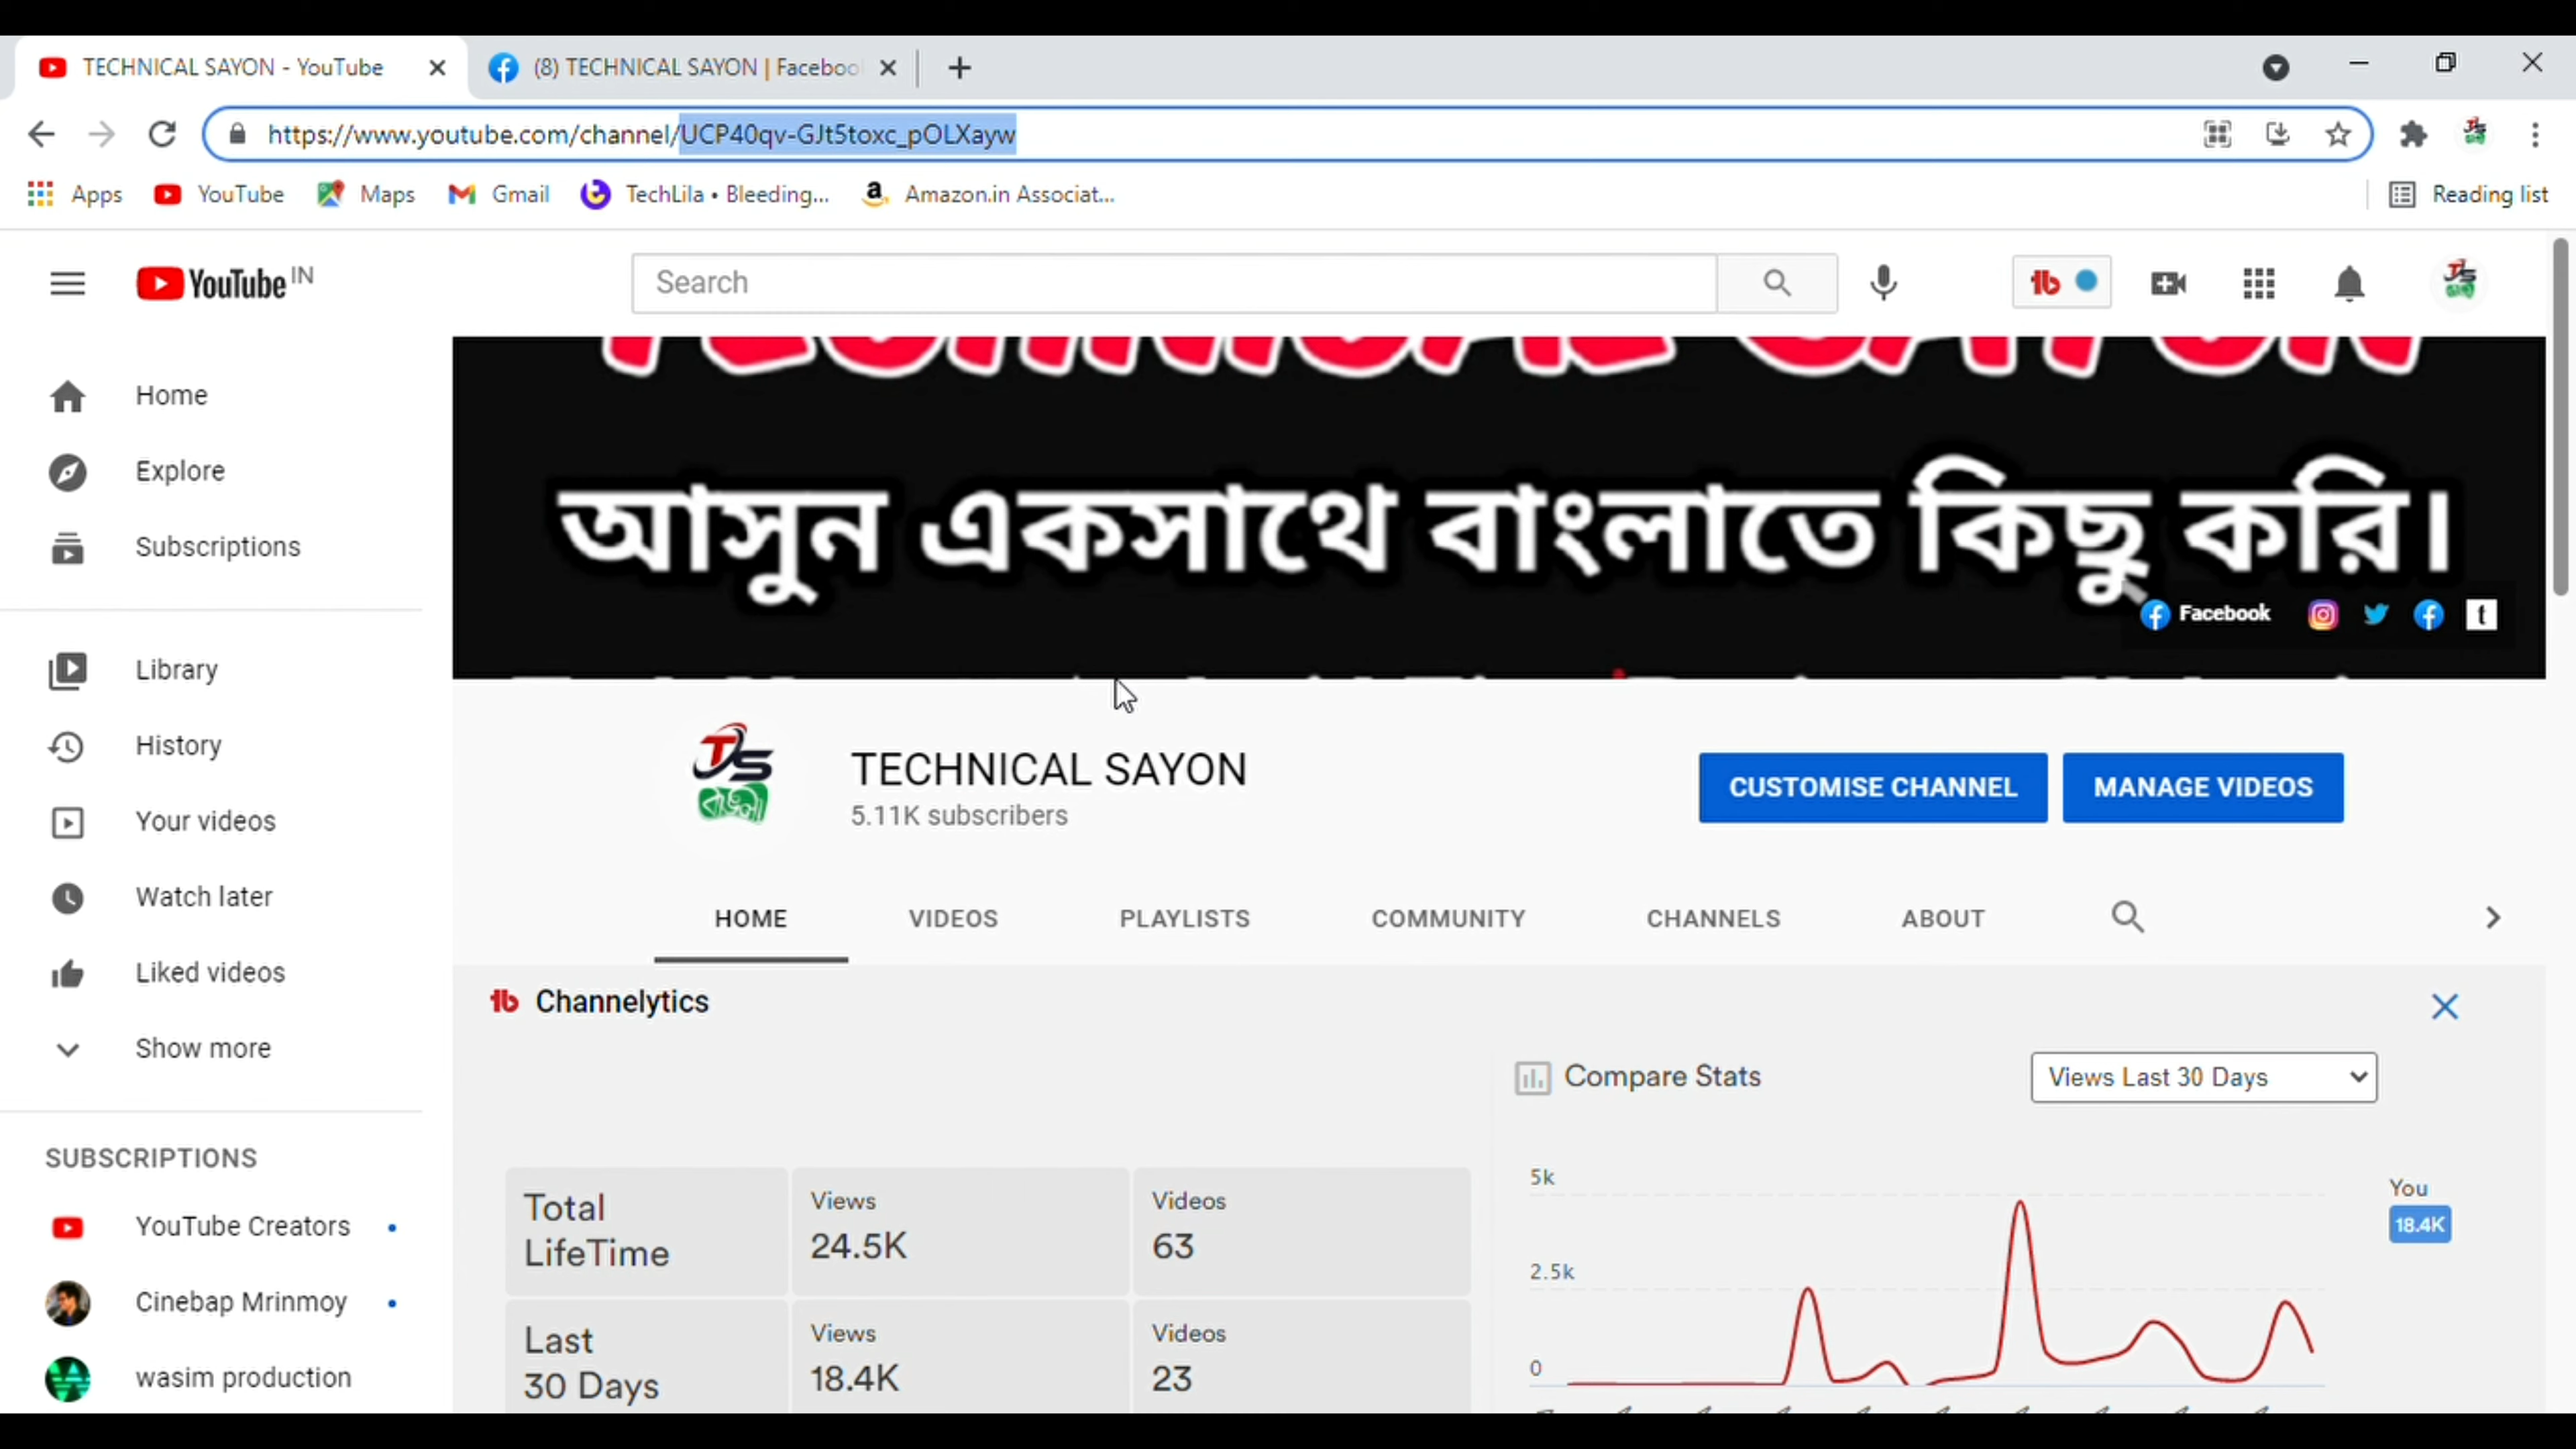 TECHNICAL SAYON - YouTube
(8) TECHNICAL SAYON | Faceboo
https://www.youtube.com/channel/UCP40qv-GJt5toxc_pOLXayw
Apps YouTube Maps Gmail TechLila • Bleeding... Amazon.in Associat... Reading list
YouTube IN
Search
Home
Explore
Subscriptions
Library
History
Your videos
Watch later
Liked videos
Show more
SUBSCRIPTIONS
YouTube Creators
Cinebap Mrinmoy
wasim production
TECHNICAL SAYON
আসুন একসাথে বাংলাতে কিছু করি।
Facebook
TS
বাংলা
TECHNICAL SAYON
5.11K subscribers
CUSTOMISE CHANNEL
MANAGE VIDEOS
HOME VIDEOS PLAYLISTS COMMUNITY CHANNELS ABOUT
Channelytics
Compare Stats
Views Last 30 Days
Total LifeTime
Views
24.5K
Videos
63
Last
30 Days
Views
18.4K
Videos
23
5k
2.5k
0
You
18.4K